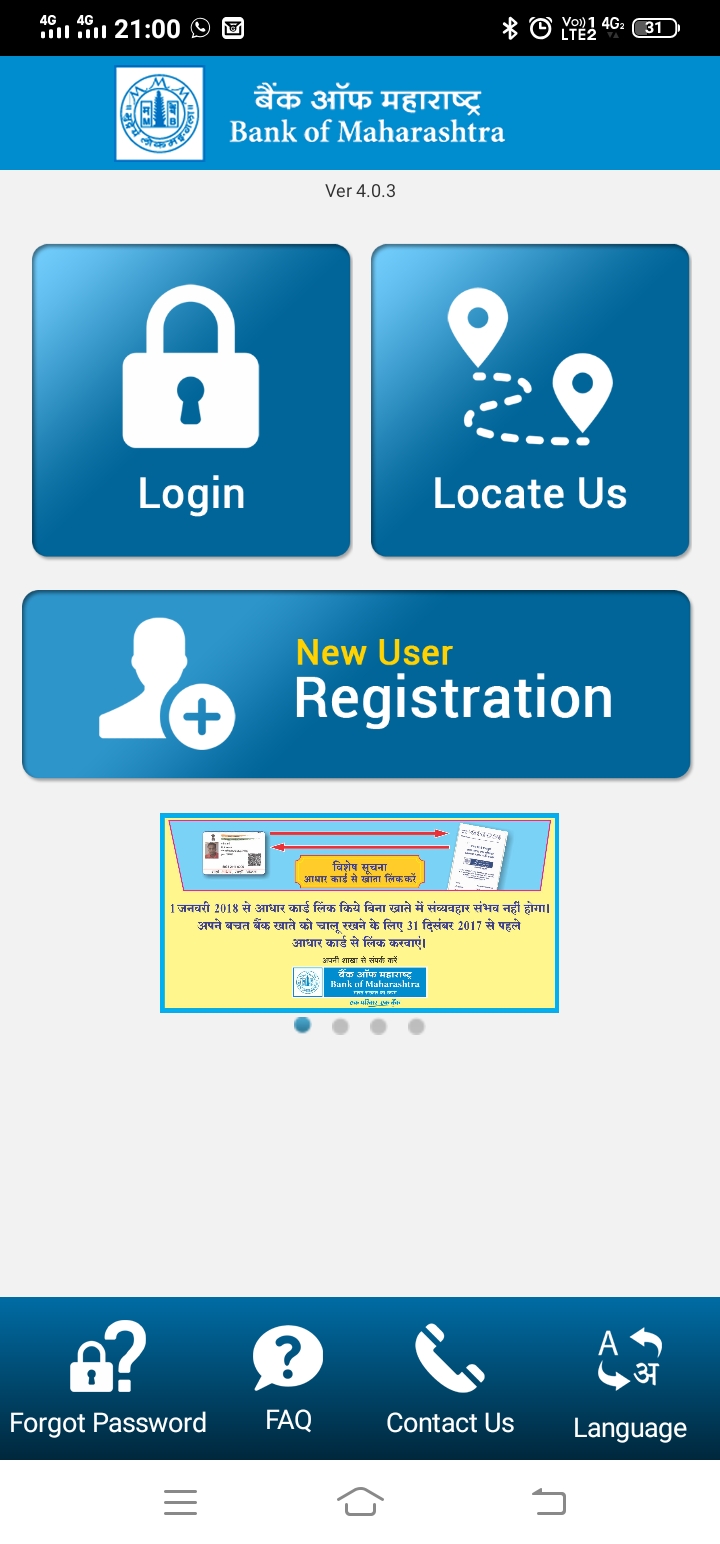 4G 4G 21:00 Vo)) 1 4G2 31
LTE2
बैंक ऑफ महाराष्ट्र
Bank of Maharashtra
Ver 4.0.3
Login
Locate Us
New User
Registration
विशेष सूचना
आधार कार्ड से खाता लिंक करें
1 जनवरी 2018 से आधार कार्ड लिंक किये बिना खाते में संव्यवहार संभव नहीं होगा।
अपने बचत बैंक खाते को चालू रखने के लिए 31 दिसंबर 2017 से पहले
आधार कार्ड से लिंक करवाएं।
अपनी शाखा से संपर्क करें
बैंक ऑफ महाराष्ट्र
Bank of Maharashtra
एक परिवार एक बैंक
A
अ
Forgot Password
FAQ
Contact Us
Language